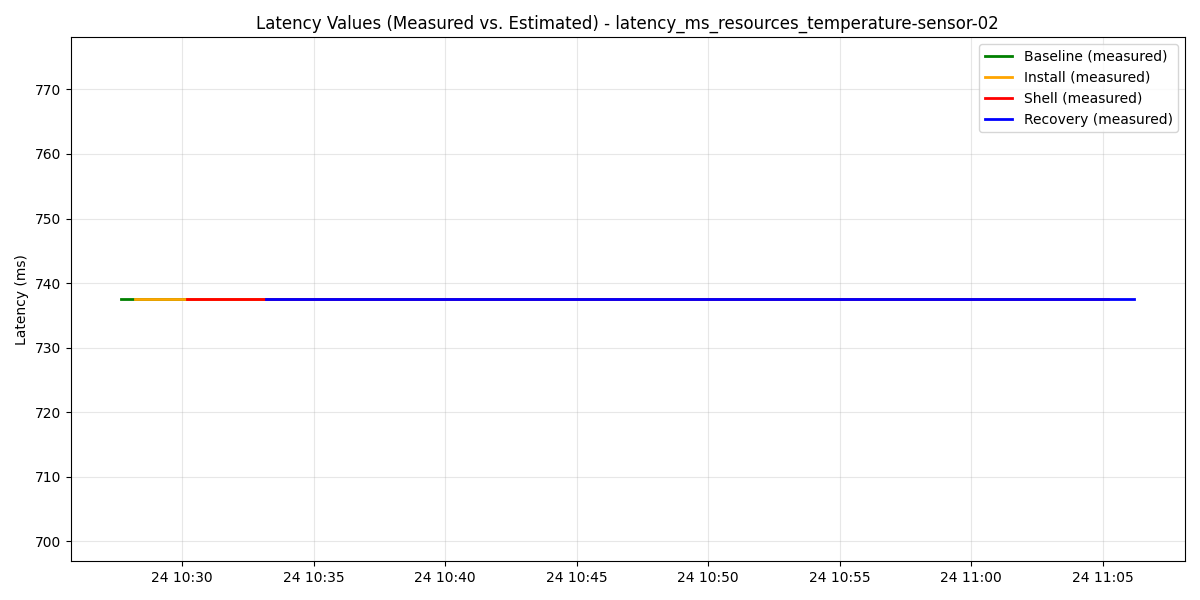 Latency Values (Measured vs. Estimated) - latency_ms_resources_temperature-sensor-02
Baseline (measured)
Install (measured)
Shell (measured)
Recovery (measured)
Latency (ms)
770
760
750
740
730
720
710
700
24 10:30 24 10:35 24 10:40 24 10:45 24 10:50 24 10:55 24 11:00 24 11:05